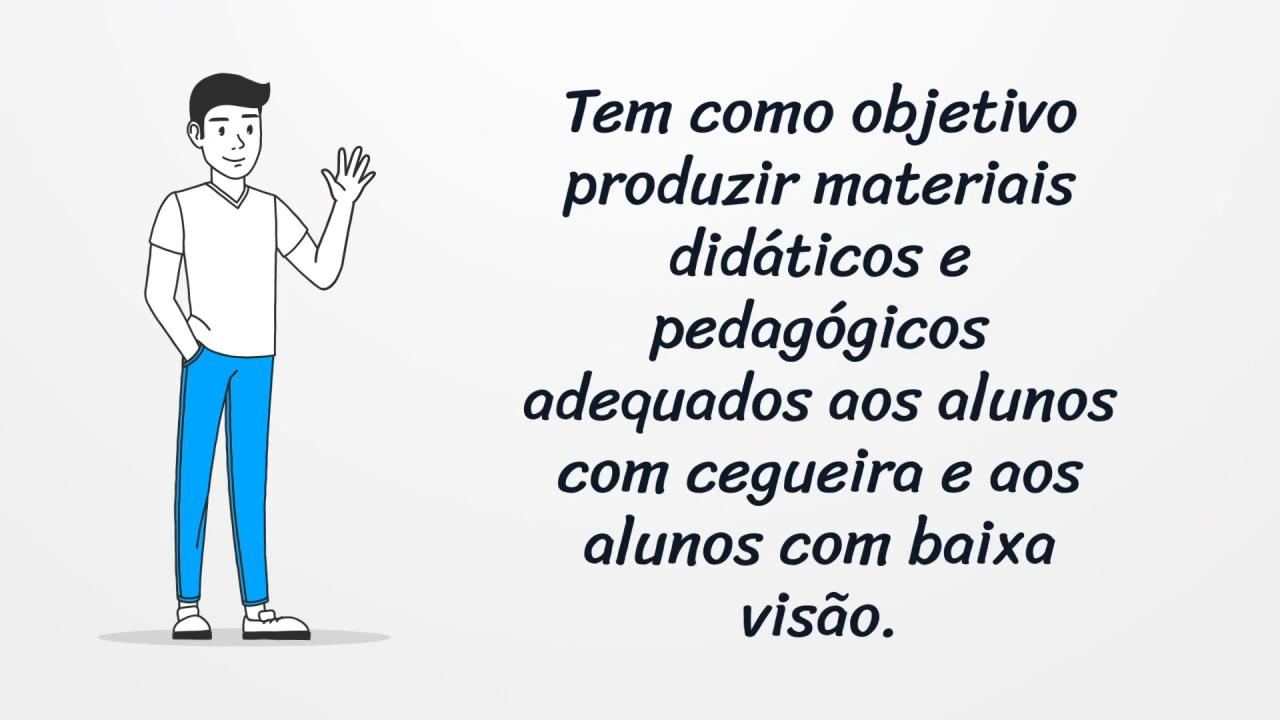 Tem como objetivo
produzir materiais
didáticos e
pedagógicos
adequados aos alunos
com cegueira e aos
alunos com baixa
visão.